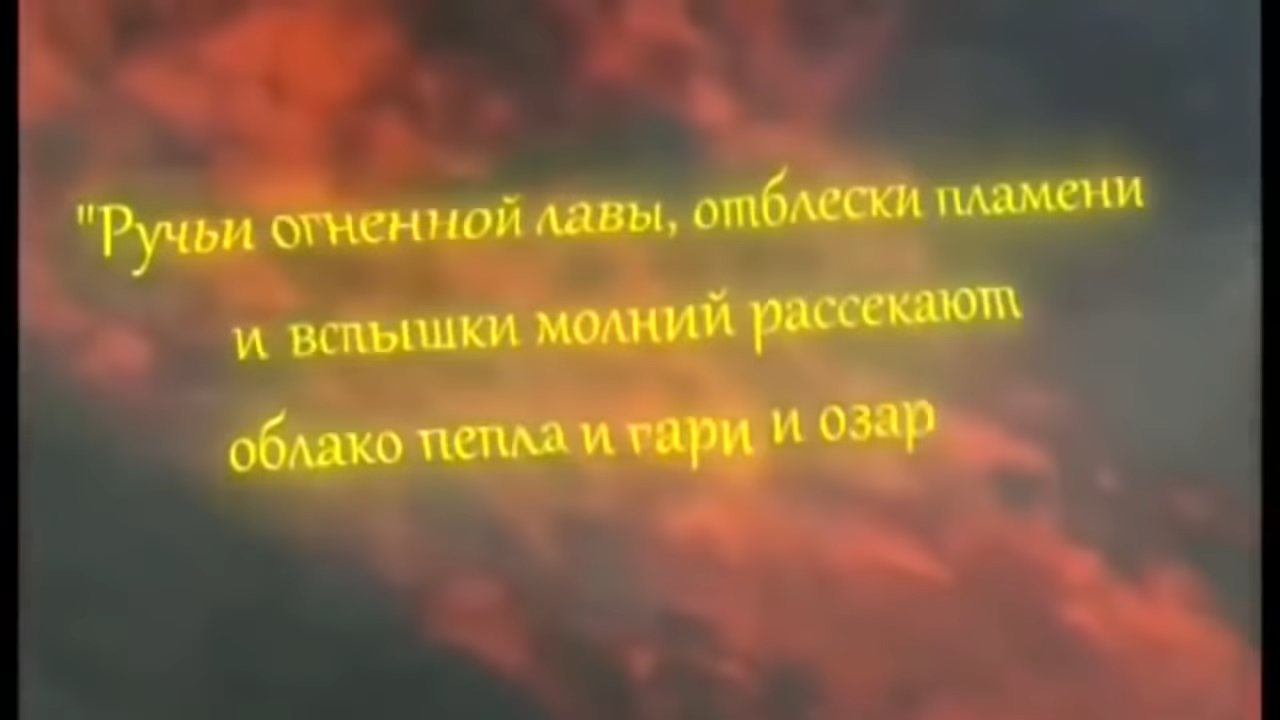 "Ручьи огненной лавы, отблески пламени
и вспышки молний рассекают
облако пепла и гари и озар